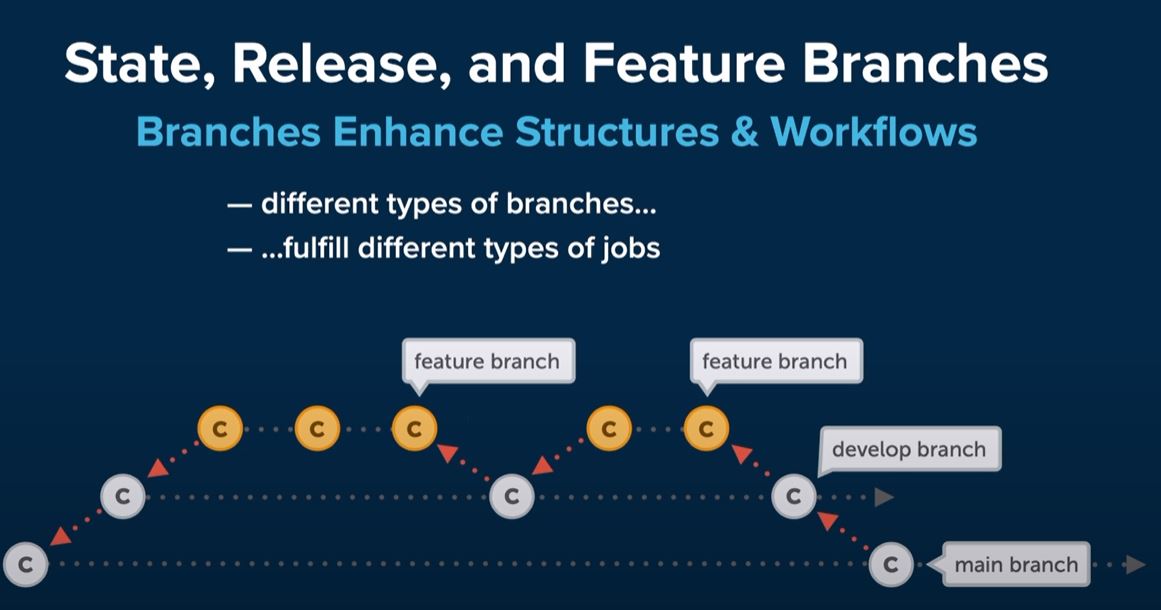 State, Release, and Feature Branches
Branches Enhance Structures & Workflows
— different types of branches...
— ...fulfill different types of jobs
feature branch
feature branch
C
C
C
C
C
develop branch
C
C
C
C
C
main branch